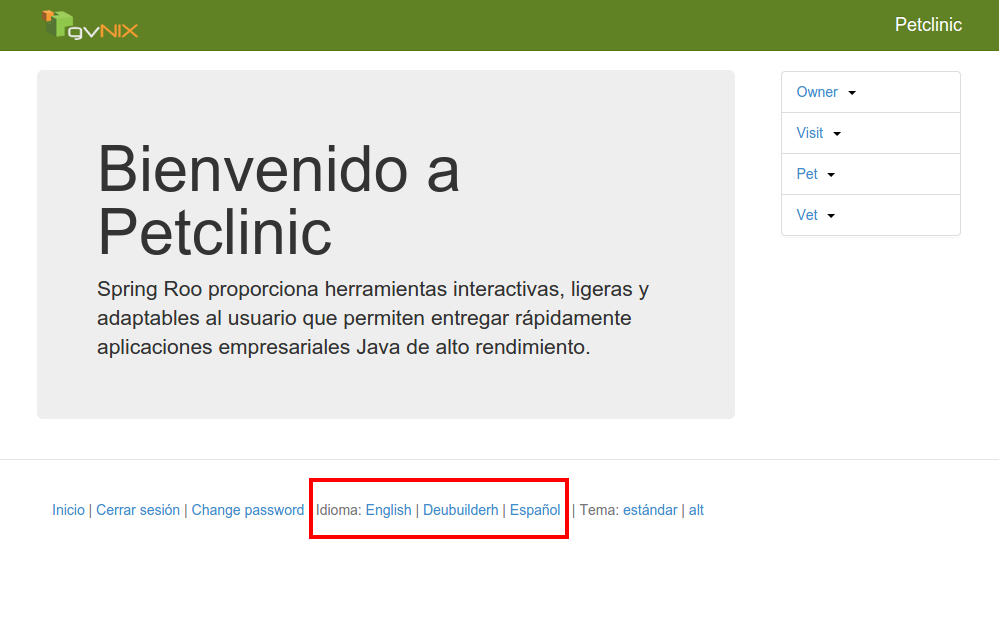 gvNIX
Petclinic
Bienvenido a
Petclinic
Spring Roo proporciona herramientas interactivas, ligeras y
adaptables al usuario que permiten entregar rápidamente
aplicaciones empresariales Java de alto rendimiento.
Owner
Visit
Pet
Vet
Inicio | Cerrar sesión | Change password Idioma: English | Deubuilderh | Español | Tema: estándar | alt